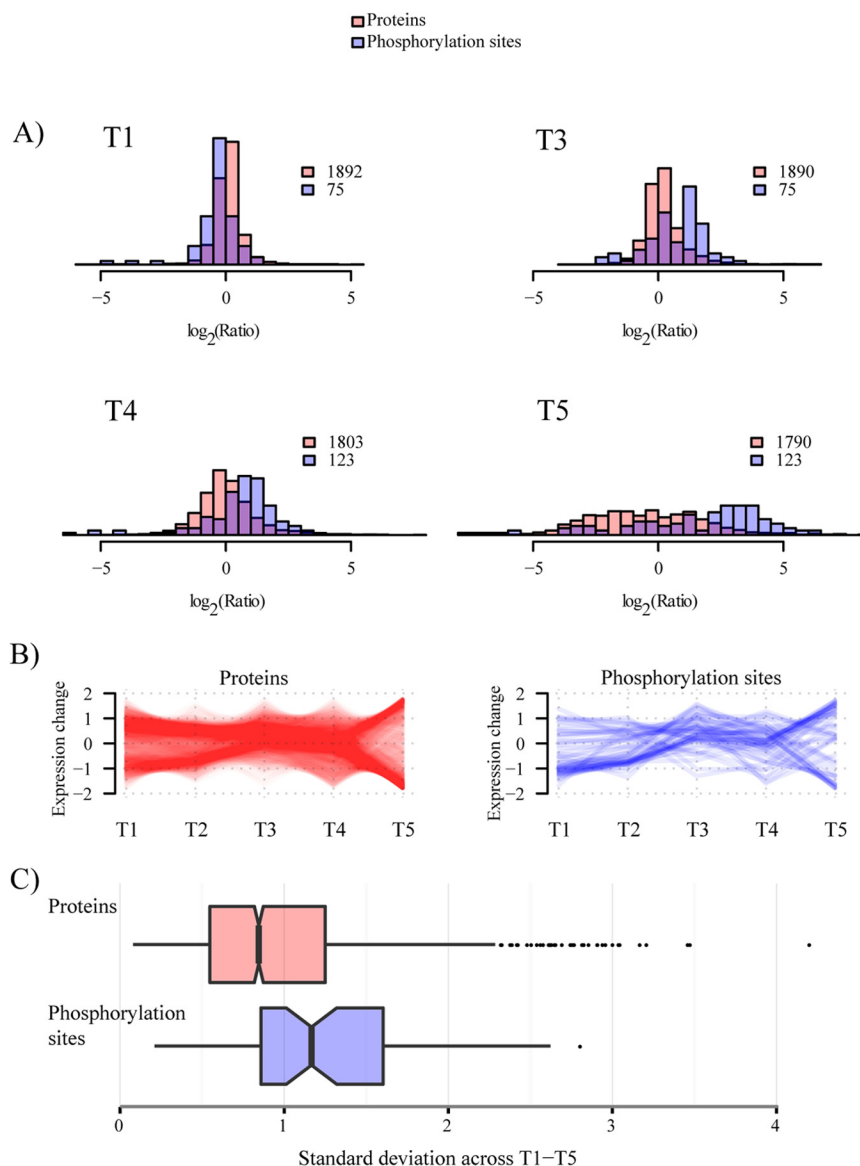 Proteins
Phosphorylation sites
A)
T1
1892
75
−5 0 5
log2(Ratio)
T3
1890
75
−5 0 5
log2(Ratio)
T4
1803
123
−5 0 5
log2(Ratio)
T5
1790
123
−5 0 5
log2(Ratio)
B)
Proteins
Expression change
2
1
0
−1
−2
T1 T2 T3 T4 T5
Phosphorylation sites
Expression change
2
1
0
−1
−2
T1 T2 T3 T4 T5
C)
Proteins
Phosphorylation
sites
0 1 2 3 4
Standard deviation across T1−T5